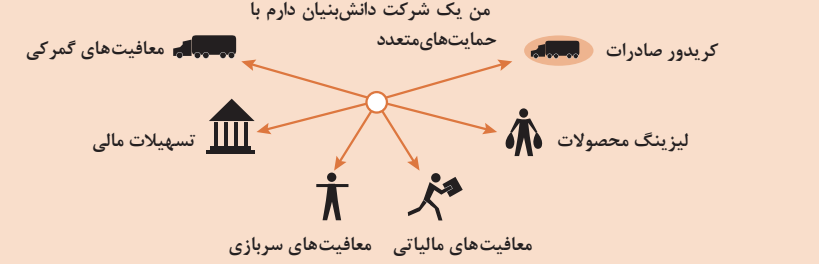 من یک شرکت دانش‌بنیان دارم با
حمایت‌های‌متعدد
کریدور صادرات
معافیت‌های گمرکی
لیزینگ محصولات
تسهیلات مالی
معافیت‌های مالیاتی
معافیت‌های سربازی